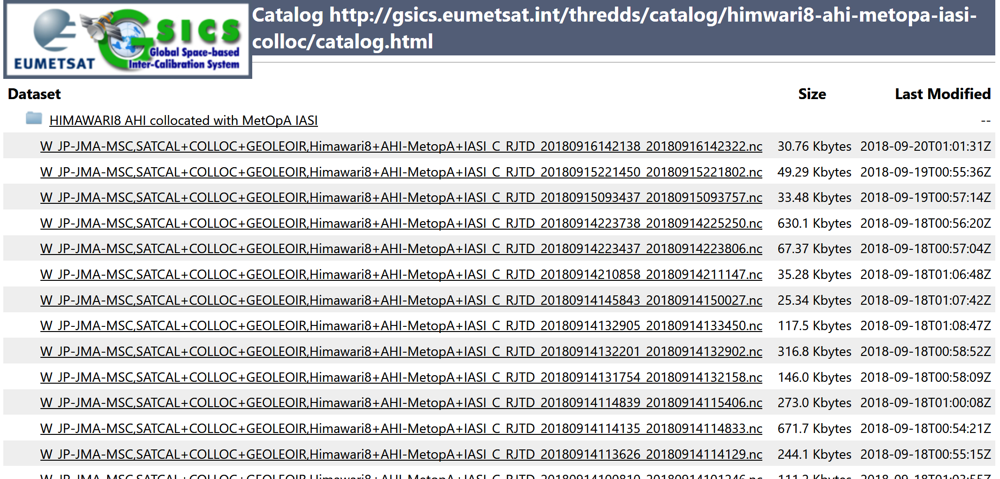 EUMETSAT
GSICS
Global Space-based
Inter-Calibration System
Catalog http://gsics.eumetsat.int/thredds/catalog/himwari8-ahi-metopa-iasi-
colloc/catalog.html
Dataset Size Last Modified
HIMAWARI8 AHI collocated with MetOpA IASI --
W_JP-JMA-MSC,SATCAL+COLLOC+GEOLEOIR,Himawari8+AHI-MetopA+IASI_C_RJTD_20180916142138_20180916142322.nc 30.76 Kbytes 2018-09-20T01:01:31Z
W_JP-JMA-MSC,SATCAL+COLLOC+GEOLEOIR,Himawari8+AHI-MetopA+IASI_C_RJTD_20180915221450_20180915221802.nc 49.29 Kbytes 2018-09-19T00:55:36Z
W_JP-JMA-MSC,SATCAL+COLLOC+GEOLEOIR,Himawari8+AHI-MetopA+IASI_C_RJTD_20180915093437_20180915093757.nc 33.48 Kbytes 2018-09-19T00:57:14Z
W_JP-JMA-MSC,SATCAL+COLLOC+GEOLEOIR,Himawari8+AHI-MetopA+IASI_C_RJTD_20180914223738_20180914225250.nc 630.1 Kbytes 2018-09-18T00:56:20Z
W_JP-JMA-MSC,SATCAL+COLLOC+GEOLEOIR,Himawari8+AHI-MetopA+IASI_C_RJTD_20180914223437_20180914223806.nc 67.37 Kbytes 2018-09-18T00:57:04Z
W_JP-JMA-MSC,SATCAL+COLLOC+GEOLEOIR,Himawari8+AHI-MetopA+IASI_C_RJTD_20180914210858_20180914211147.nc 35.28 Kbytes 2018-09-18T01:06:48Z
W_JP-JMA-MSC,SATCAL+COLLOC+GEOLEOIR,Himawari8+AHI-MetopA+IASI_C_RJTD_20180914145843_20180914150027.nc 25.34 Kbytes 2018-09-18T01:07:42Z
W_JP-JMA-MSC,SATCAL+COLLOC+GEOLEOIR,Himawari8+AHI-MetopA+IASI_C_RJTD_20180914132905_20180914133450.nc 117.5 Kbytes 2018-09-18T01:08:47Z
W_JP-JMA-MSC,SATCAL+COLLOC+GEOLEOIR,Himawari8+AHI-MetopA+IASI_C_RJTD_20180914132201_20180914132902.nc 316.8 Kbytes 2018-09-18T00:58:52Z
W_JP-JMA-MSC,SATCAL+COLLOC+GEOLEOIR,Himawari8+AHI-MetopA+IASI_C_RJTD_20180914131754_20180914132158.nc 146.0 Kbytes 2018-09-18T00:58:09Z
W_JP-JMA-MSC,SATCAL+COLLOC+GEOLEOIR,Himawari8+AHI-MetopA+IASI_C_RJTD_20180914114839_20180914115406.nc 273.0 Kbytes 2018-09-18T01:00:08Z
W_JP-JMA-MSC,SATCAL+COLLOC+GEOLEOIR,Himawari8+AHI-MetopA+IASI_C_RJTD_20180914114135_20180914114833.nc 671.7 Kbytes 2018-09-18T00:54:21Z
W_JP-JMA-MSC,SATCAL+COLLOC+GEOLEOIR,Himawari8+AHI-MetopA+IASI_C_RJTD_20180914113626_20180914114129.nc 244.1 Kbytes 2018-09-18T00:55:15Z